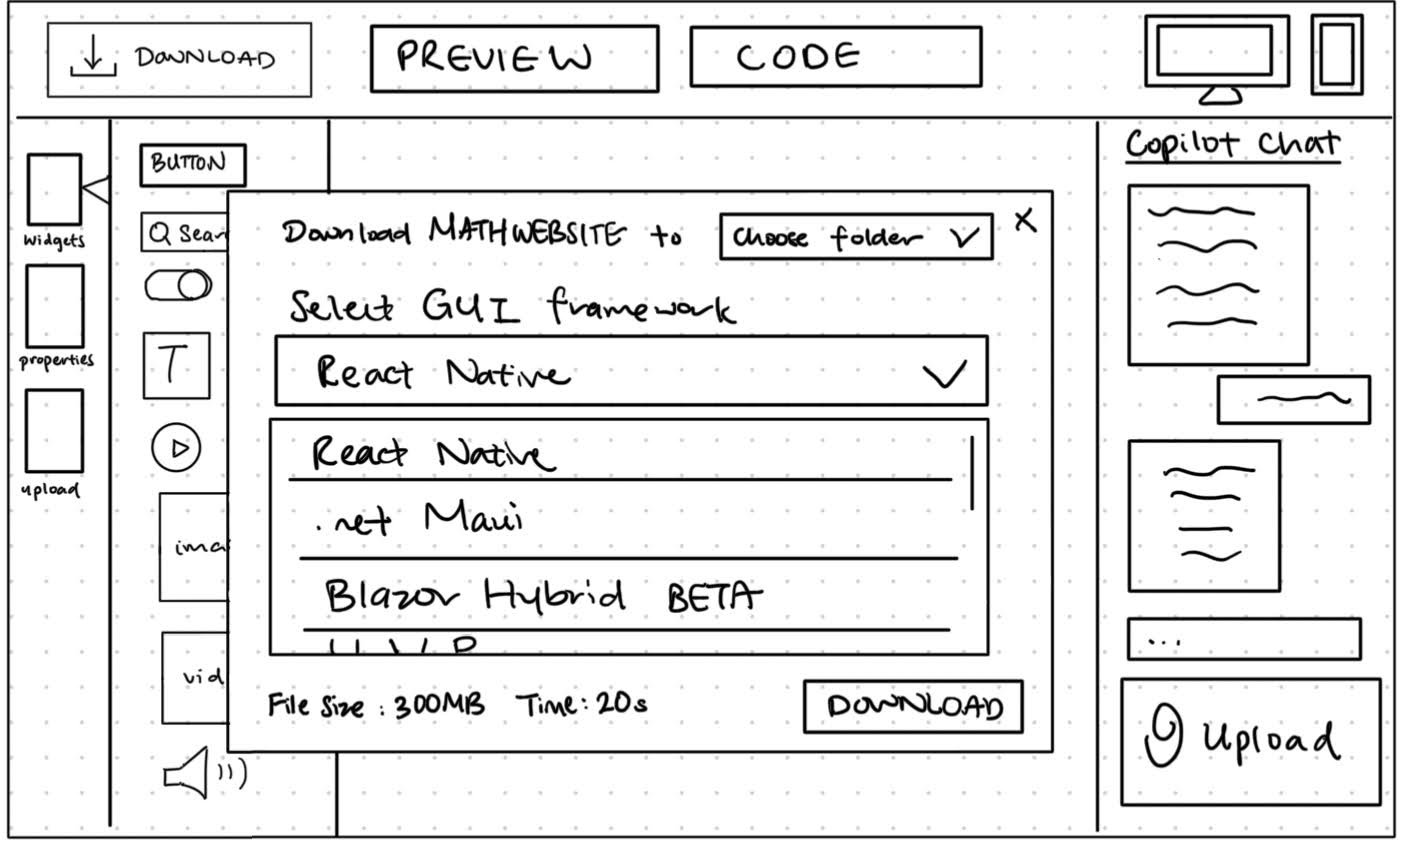 DOWNLOAD
PREVIEW
CODE
widgets
properties
upload
BUTTON
Sear
T
ima
vid
Download MATHWEBSITE to
Choose folder
X
Select GUI framework
React Native
React Native
.net Maui
Blazor Hybrid BETA
File Size : 300MB Time: 20s
DOWNLOAD
Copilot Chat
...
Upload